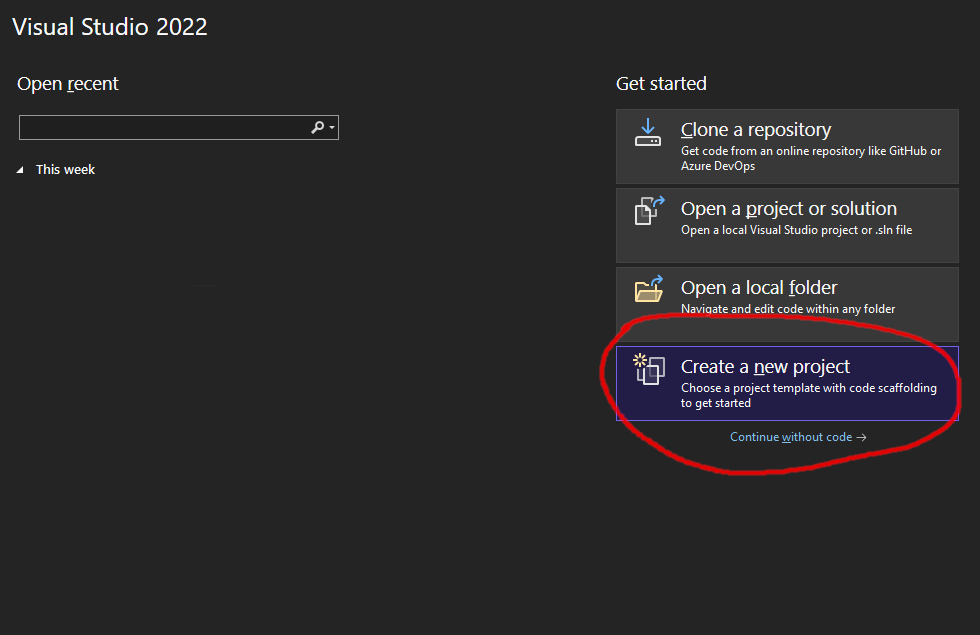 Visual Studio 2022
Open recent
This week
Get started
Clone a repository
Get code from an online repository like GitHub or
Azure DevOps
Open a project or solution
Open a local Visual Studio project or .sln file
Open a local folder
Navigate and edit code within any folder
Create a new project
Choose a project template with code scaffolding
to get started
Continue without code →